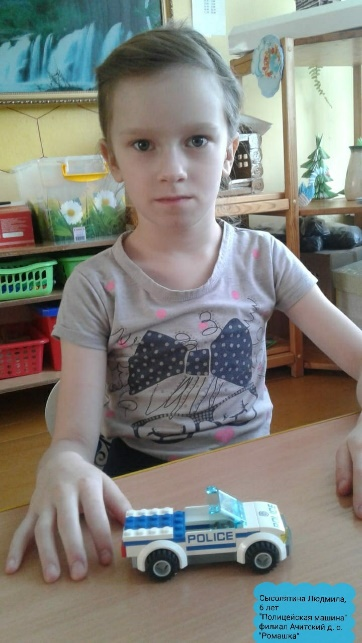 POLICE
Сысолятина Людмила,
6 лет
"Полицейская машина"
филиал Ачитский д. с.
"Ромашка"